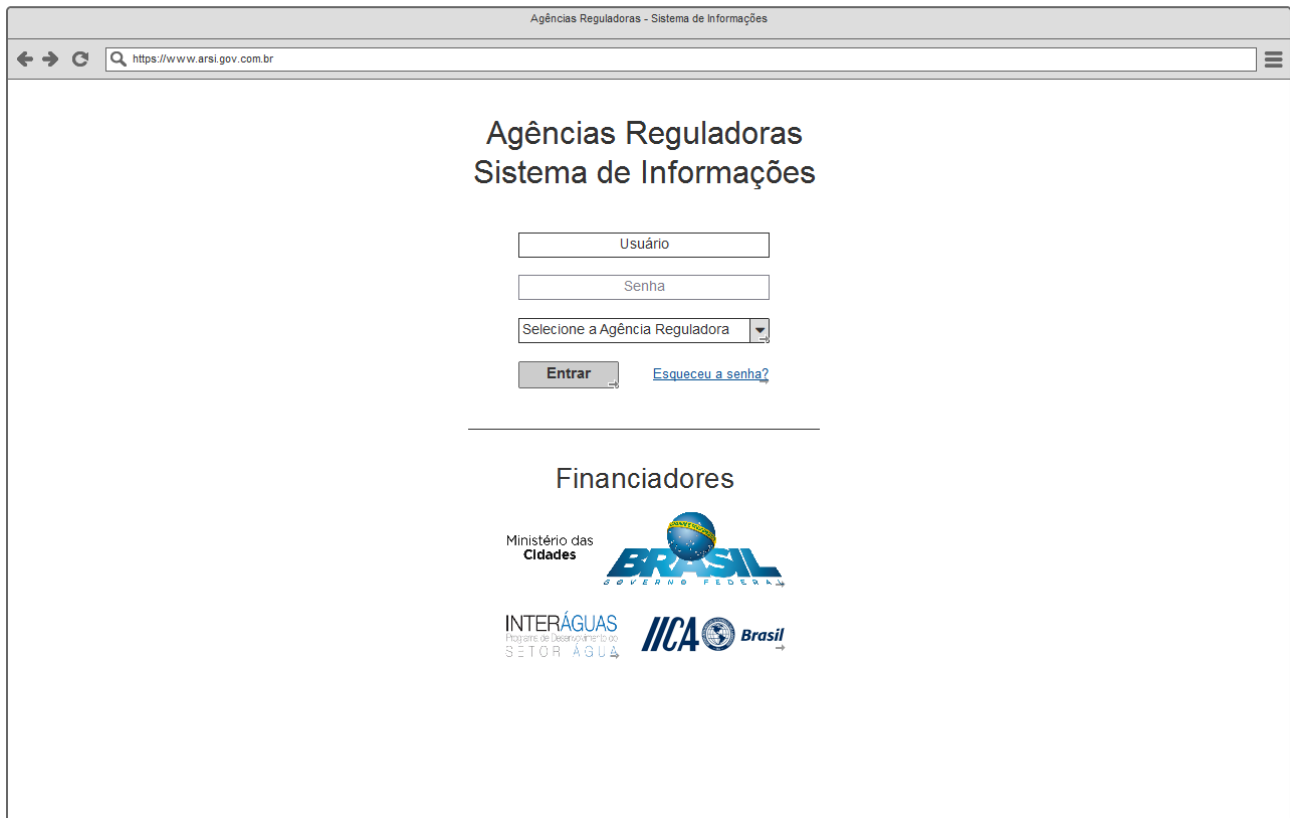 Agências Reguladoras - Sistema de Informações
https://www.arsi.gov.com.br
Agências Reguladoras
Sistema de Informações
Usuário
Senha
Selecione a Agência Reguladora
Entrar
Esqueceu a senha?
Financiadores
Ministério das
Cidades
BRASIL
GOVERNO FEDERAL
INTERÁGUAS
Programa de Desenvolvimento do
SETOR ÁGUA
IICA Brasil